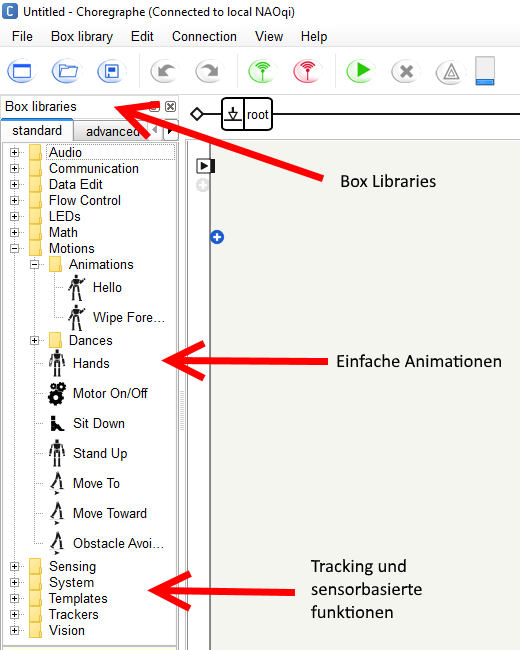 Untitled - Choregraphe (Connected to local NAOqi)
File Box library Edit Connection View Help
Box libraries
standard advanced
root
Audio
Communication
Data Edit
Flow Control
LEDs
Math
Motions
Animations
Hello
Wipe Fore...
Dances
Hands
Motor On/Off
Sit Down
Stand Up
Move To
Move Toward
Obstacle Avoi...
Sensing
System
Templates
Trackers
Vision
Box Libraries
Einfache Animationen
Tracking und
sensorbasierte
funktionen